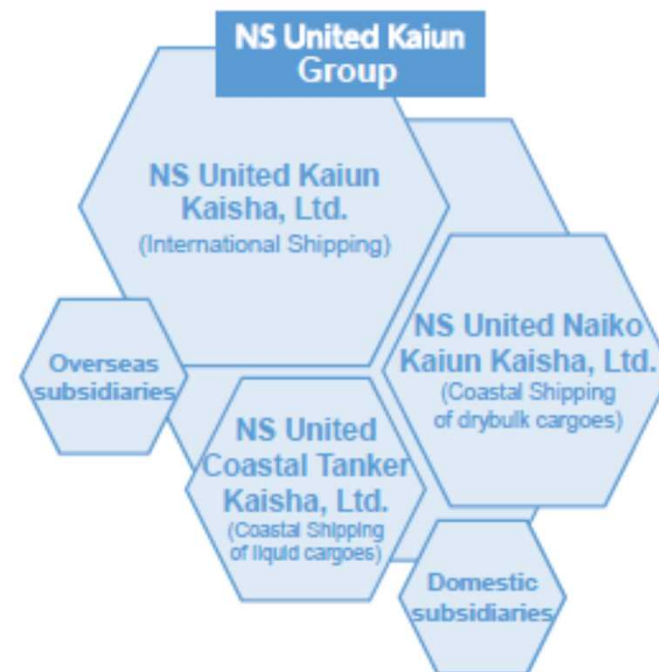 NS United Kaiun
Group
NS United Kaiun
Kaisha, Ltd.
(International Shipping)
NS United Naiko
Kaiun Kaisha, Ltd.
(Coastal Shipping
of drybulk cargoes)
Overseas
subsidiaries
NS United
Coastal Tanker
Kaisha, Ltd.
(Coastal Shipping
of liquid cargoes)
Domestic
subsidiaries